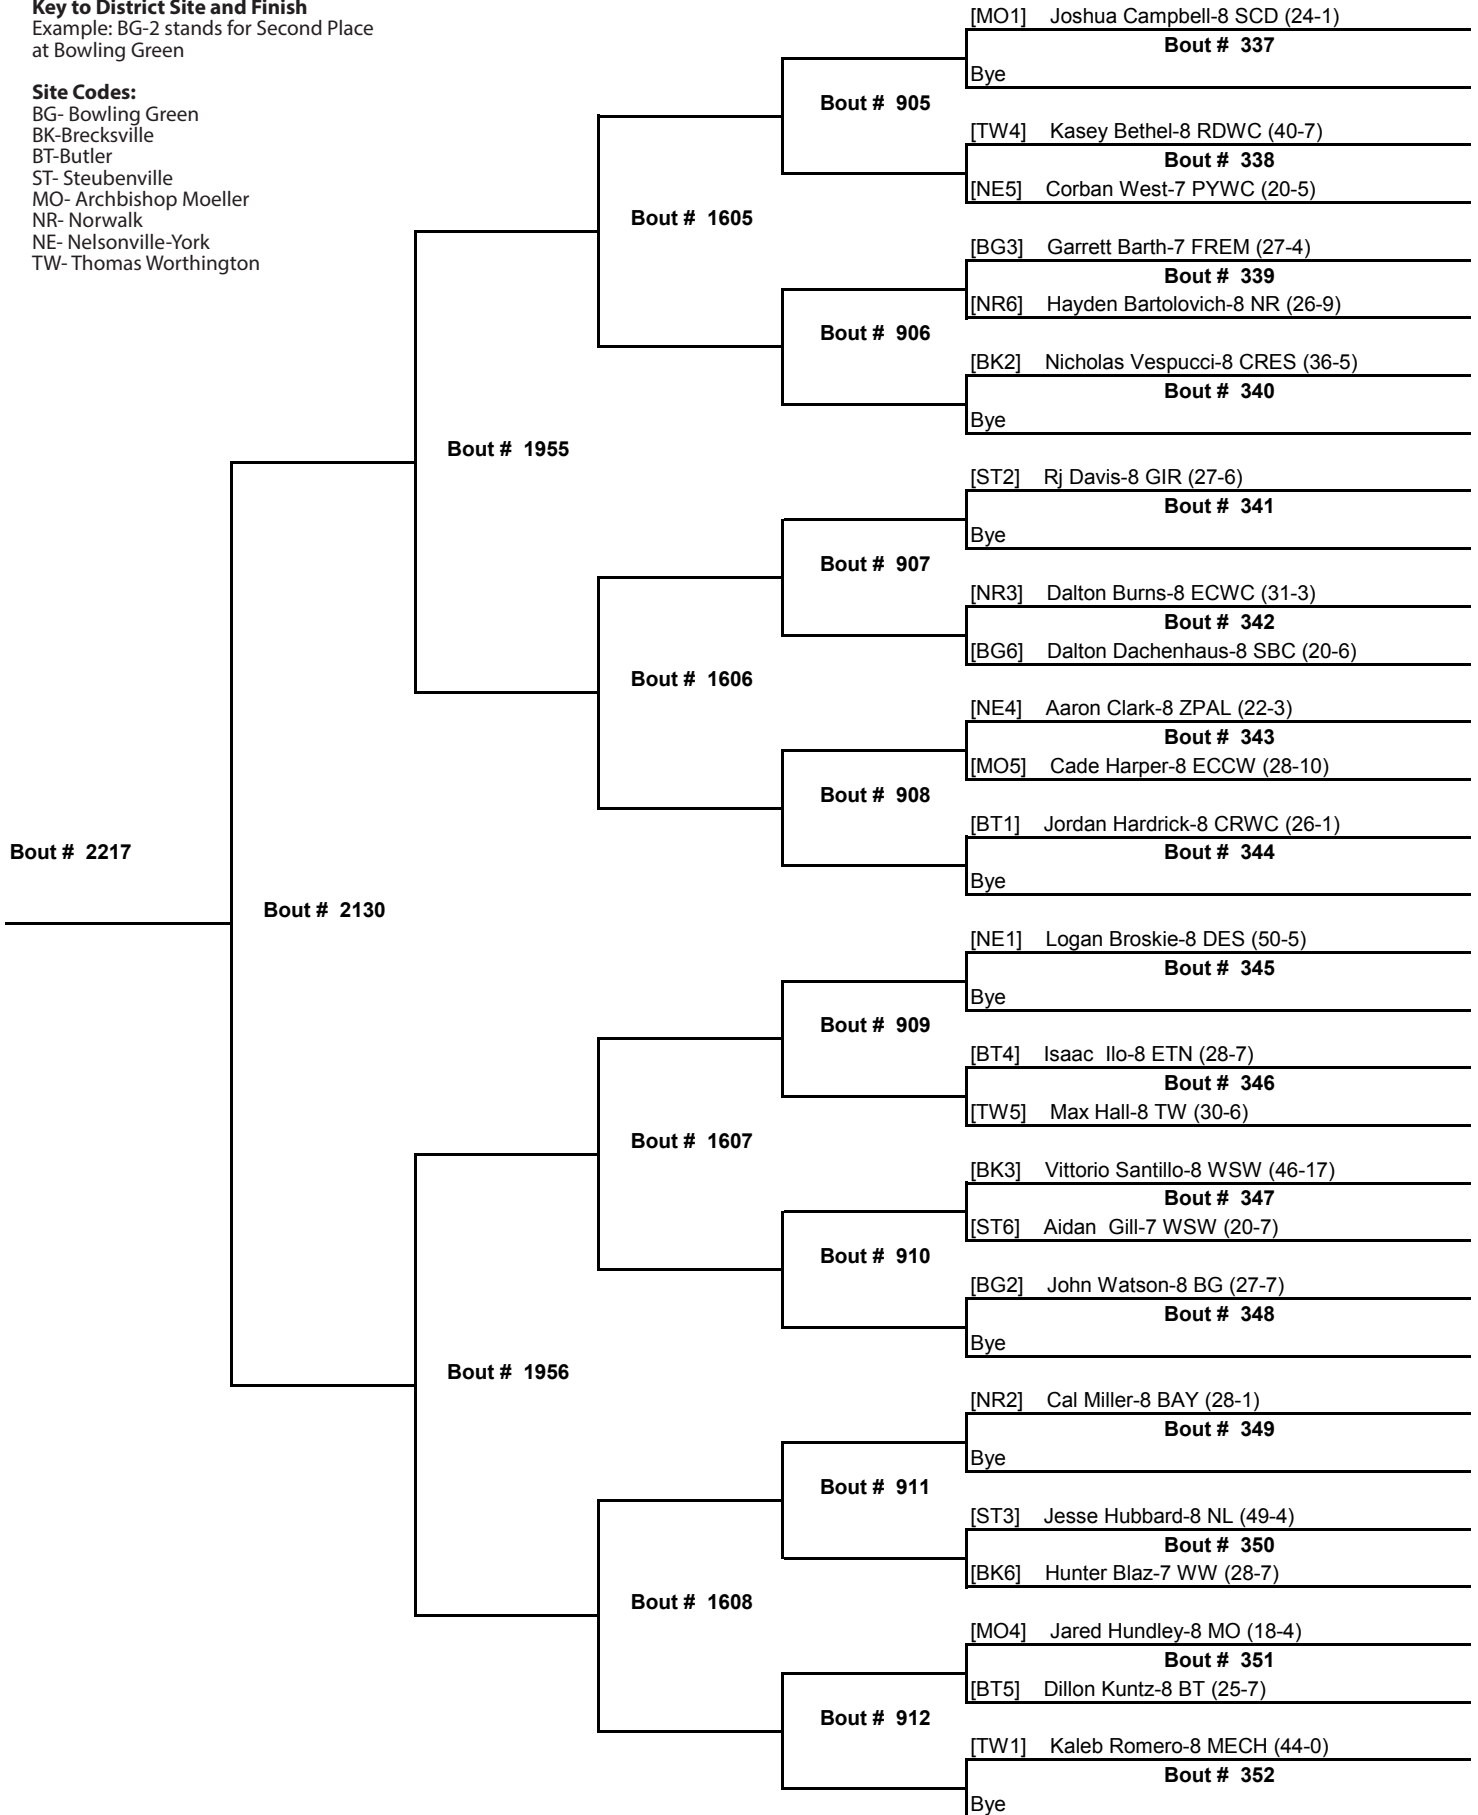 Key to District Site and Finish
Example: BG-2 stands for Second Place
at Bowling Green
Site Codes:
BG- Bowling Green
BK-Brecksville
BT-Butler
ST- Steubenville
MO- Archbishop Moeller
NR- Norwalk
NE- Nelsonville-York
TW- Thomas Worthington
[MO1] Joshua Campbell-8 SCD (24-1)
Bout # 337
Bye
Bout # 905
[TW4] Kasey Bethel-8 RDWC (40-7)
Bout # 338
[NE5] Corban West-7 PYWC (20-5)
Bout # 1605
[BG3] Garrett Barth-7 FREM (27-4)
Bout # 339
[NR6] Hayden Bartolovich-8 NR (26-9)
Bout # 906
[BK2] Nicholas Vespucci-8 CRES (36-5)
Bout # 340
Bye
Bout # 1955
[ST2] Rj Davis-8 GIR (27-6)
Bout # 341
Bye
Bout # 907
[NR3] Dalton Burns-8 ECWC (31-3)
Bout # 342
[BG6] Dalton Dachenhaus-8 SBC (20-6)
Bout # 1606
[NE4] Aaron Clark-8 ZPAL (22-3)
Bout # 343
[MO5] Cade Harper-8 ECCW (28-10)
Bout # 908
[BT1] Jordan Hardrick-8 CRWC (26-1)
Bout # 344
Bye
Bout # 2217
Bout # 2130
[NE1] Logan Broskie-8 DES (50-5)
Bout # 345
Bye
Bout # 909
[BT4] Isaac Ilo-8 ETN (28-7)
Bout # 346
[TW5] Max Hall-8 TW (30-6)
Bout # 1607
[BK3] Vittorio Santillo-8 WSW (46-17)
Bout # 347
[ST6] Aidan Gill-7 WSW (20-7)
Bout # 910
[BG2] John Watson-8 BG (27-7)
Bout # 348
Bye
Bout # 1956
[NR2] Cal Miller-8 BAY (28-1)
Bout # 349
Bye
Bout # 911
[ST3] Jesse Hubbard-8 NL (49-4)
Bout # 350
[BK6] Hunter Blaz-7 WW (28-7)
Bout # 1608
[MO4] Jared Hundley-8 MO (18-4)
Bout # 351
[BT5] Dillon Kuntz-8 BT (25-7)
Bout # 912
[TW1] Kaleb Romero-8 MECH (44-0)
Bout # 352
Bye